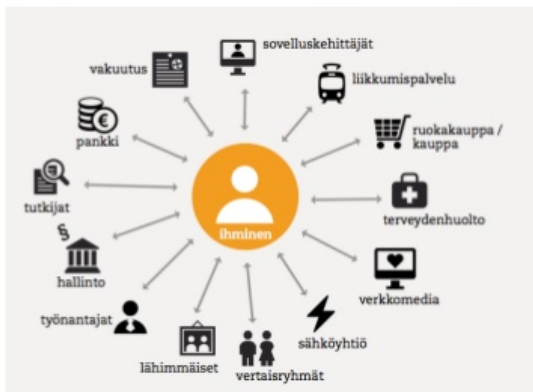 sovelluskehittäjät
vakuutus
liikkumispalvelu
ruokakauppa /
kauppa
pankki
tutkijat
terveydenhuolto
ihminen
§
hallinto
verkkomedia
työnantajat
sähköyhtiö
lähimmäiset
vertaisryhmät